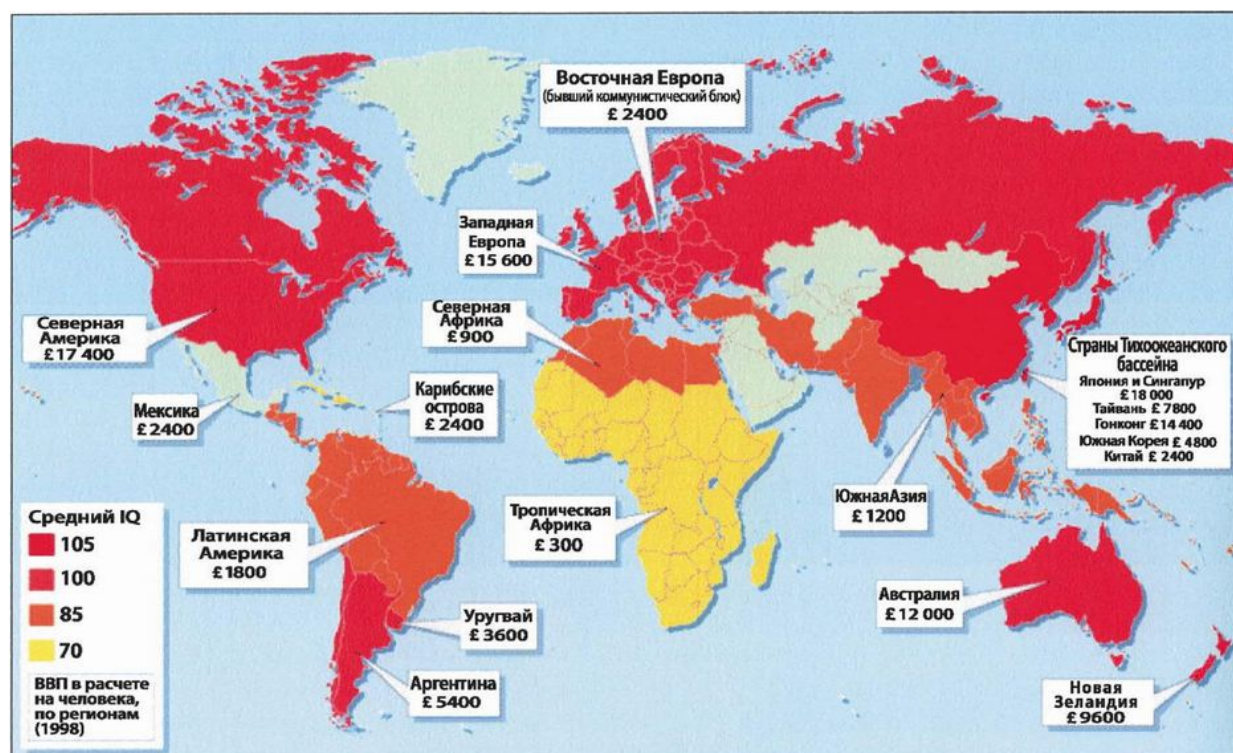 Восточная Европа
(бывший коммунистический блок)
£ 2400
Западная
Европа
£ 15 600
Северная
Африка
£900
Северная
Америка
£ 17 400
Страны Тихоокеанского
бассейна
Япония и Сингапур
£ 18 000
Тайвань £ 7800
Гонконг £ 14 400
Южная Корея £ 4800
Китай £ 2400
Мексика
£ 2400
Карибские
острова
£ 2400
Южная Азия
£ 1200
Тропическая
Африка
£ 300
Средний IQ
105
100
85
70
ВВП в расчете
на человека,
по регионам
(1998)
Латинская
Америка
£ 1800
Австралия
£ 12 000
Уругвай
£ 3600
Аргентина
£ 5400
Новая
Зеландия
£ 9600